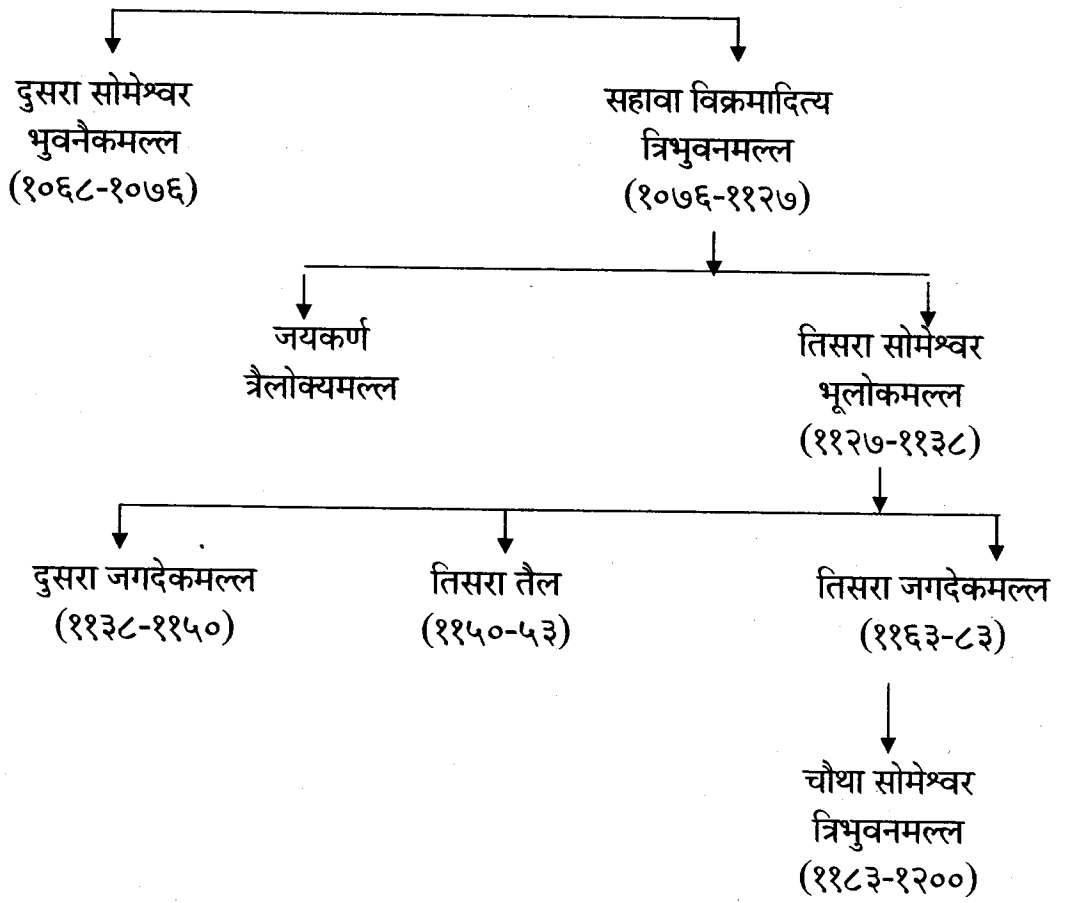 दुसरा सोमेश्वर
भुवनैकमल्ल
(१०६८-१०७६)
सहावा विक्रमादित्य
त्रिभुवनमल्ल
(१०७६-११२७)
जयकर्ण
त्रैलोक्यमल्ल
तिसरा सोमेश्वर
भूलोकमल्ल
(११२७-११३८)
दुसरा जगदेकमल्ल
(११३८-११५०)
तिसरा तैल
(११५०-५३)
तिसरा जगदेकमल्ल
(११६३-८३)
चौथा सोमेश्वर
त्रिभुवनमल्ल
(११८३-१२००)